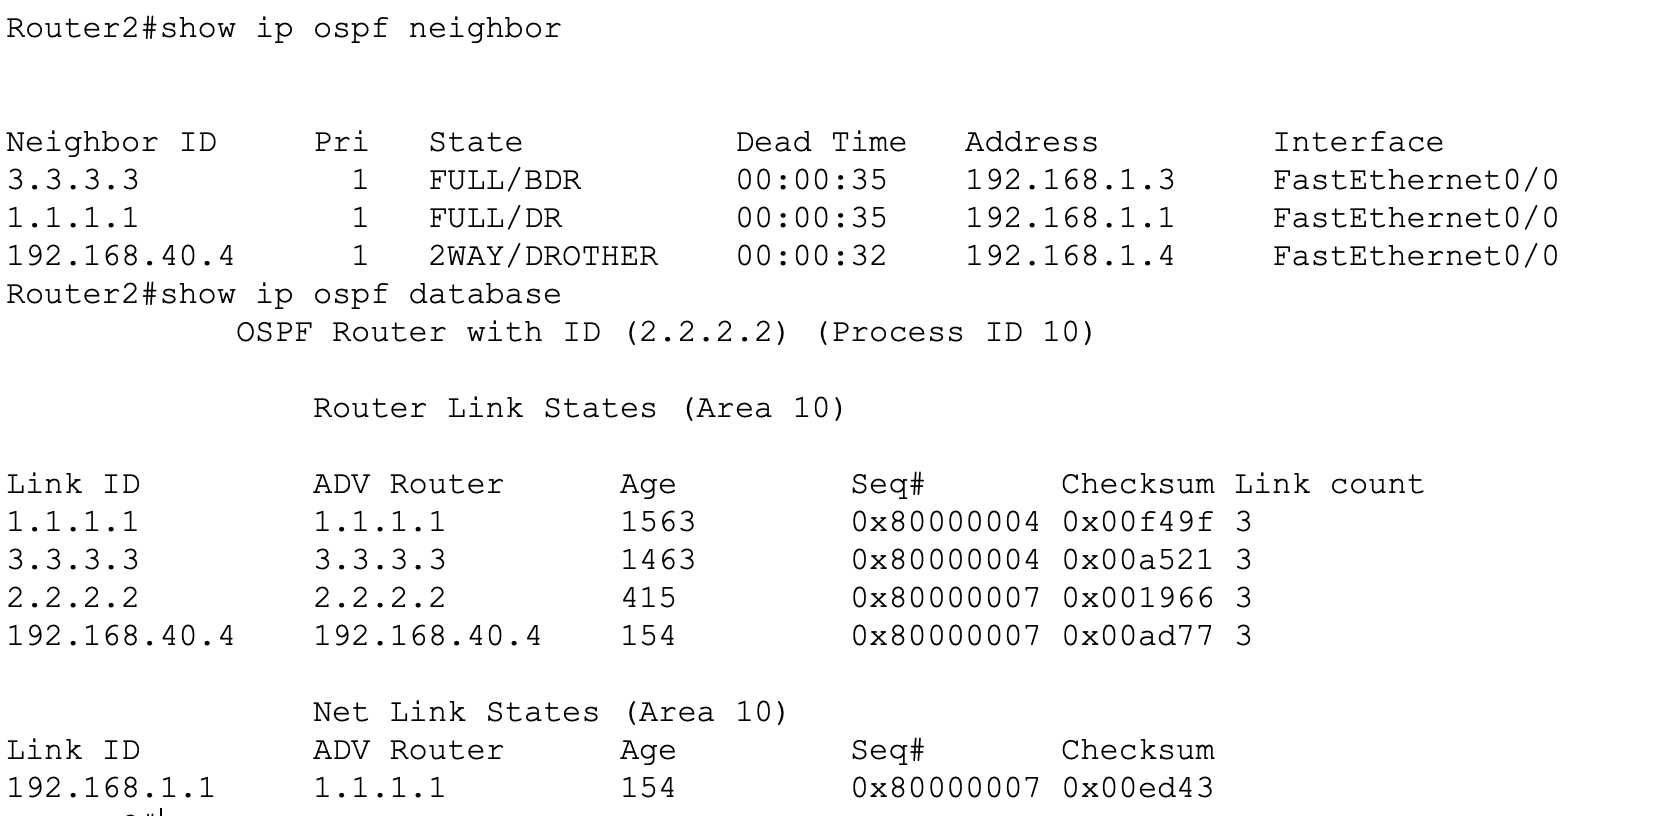 Router2#show ip ospf neighbor
Neighbor ID     Pri   State           Dead Time   Address         Interface
3.3.3.3           1   FULL/BDR        00:00:35    192.168.1.3     FastEthernet0/0
1.1.1.1           1   FULL/DR         00:00:35    192.168.1.1     FastEthernet0/0
192.168.40.4      1   2WAY/DROTHER    00:00:32    192.168.1.4     FastEthernet0/0
Router2#show ip ospf database
            OSPF Router with ID (2.2.2.2) (Process ID 10)
                Router Link States (Area 10)
Link ID         ADV Router      Age         Seq#       Checksum Link count
1.1.1.1         1.1.1.1         1563        0x80000004 0x00f49f 3
3.3.3.3         3.3.3.3         1463        0x80000004 0x00a521 3
2.2.2.2         2.2.2.2         415         0x80000007 0x001966 3
192.168.40.4    192.168.40.4    154         0x80000007 0x00ad77 3
                Net Link States (Area 10)
Link ID         ADV Router      Age         Seq#       Checksum
192.168.1.1     1.1.1.1         154         0x80000007 0x00ed43